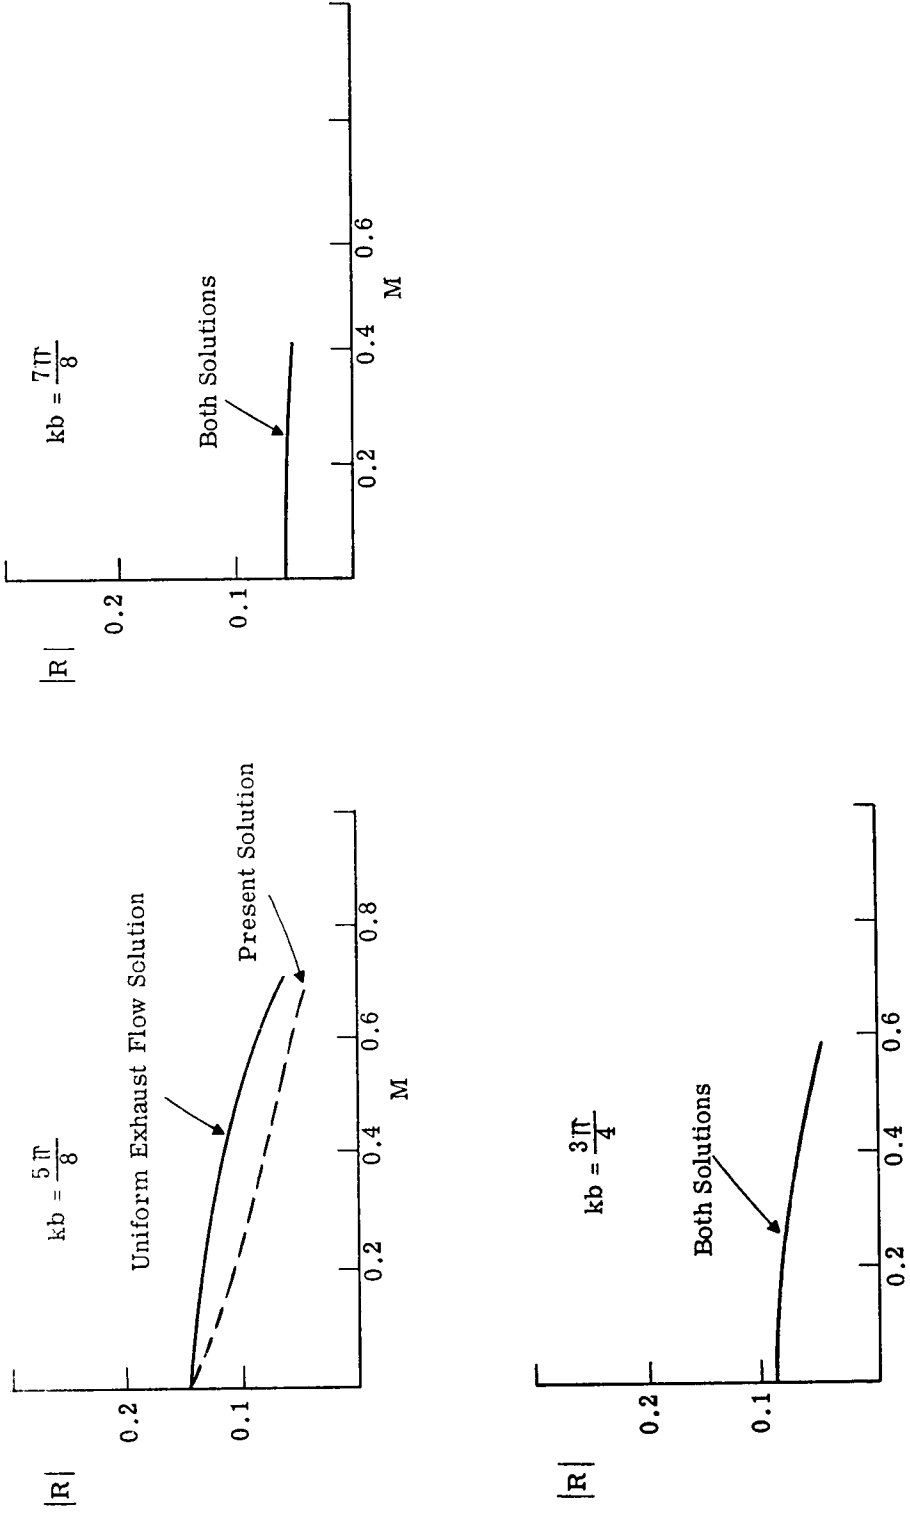 |R|
kb = 5π/8
0.2
0.1
Uniform Exhaust Flow Solution
Present Solution
0.2
0.4
0.6
0.8
M
|R|
kb = 7π/8
0.2
0.1
Both Solutions
0.2
0.4
0.6
M
|R|
kb = 3π/4
0.2
0.1
Both Solutions
0.2
0.4
0.6